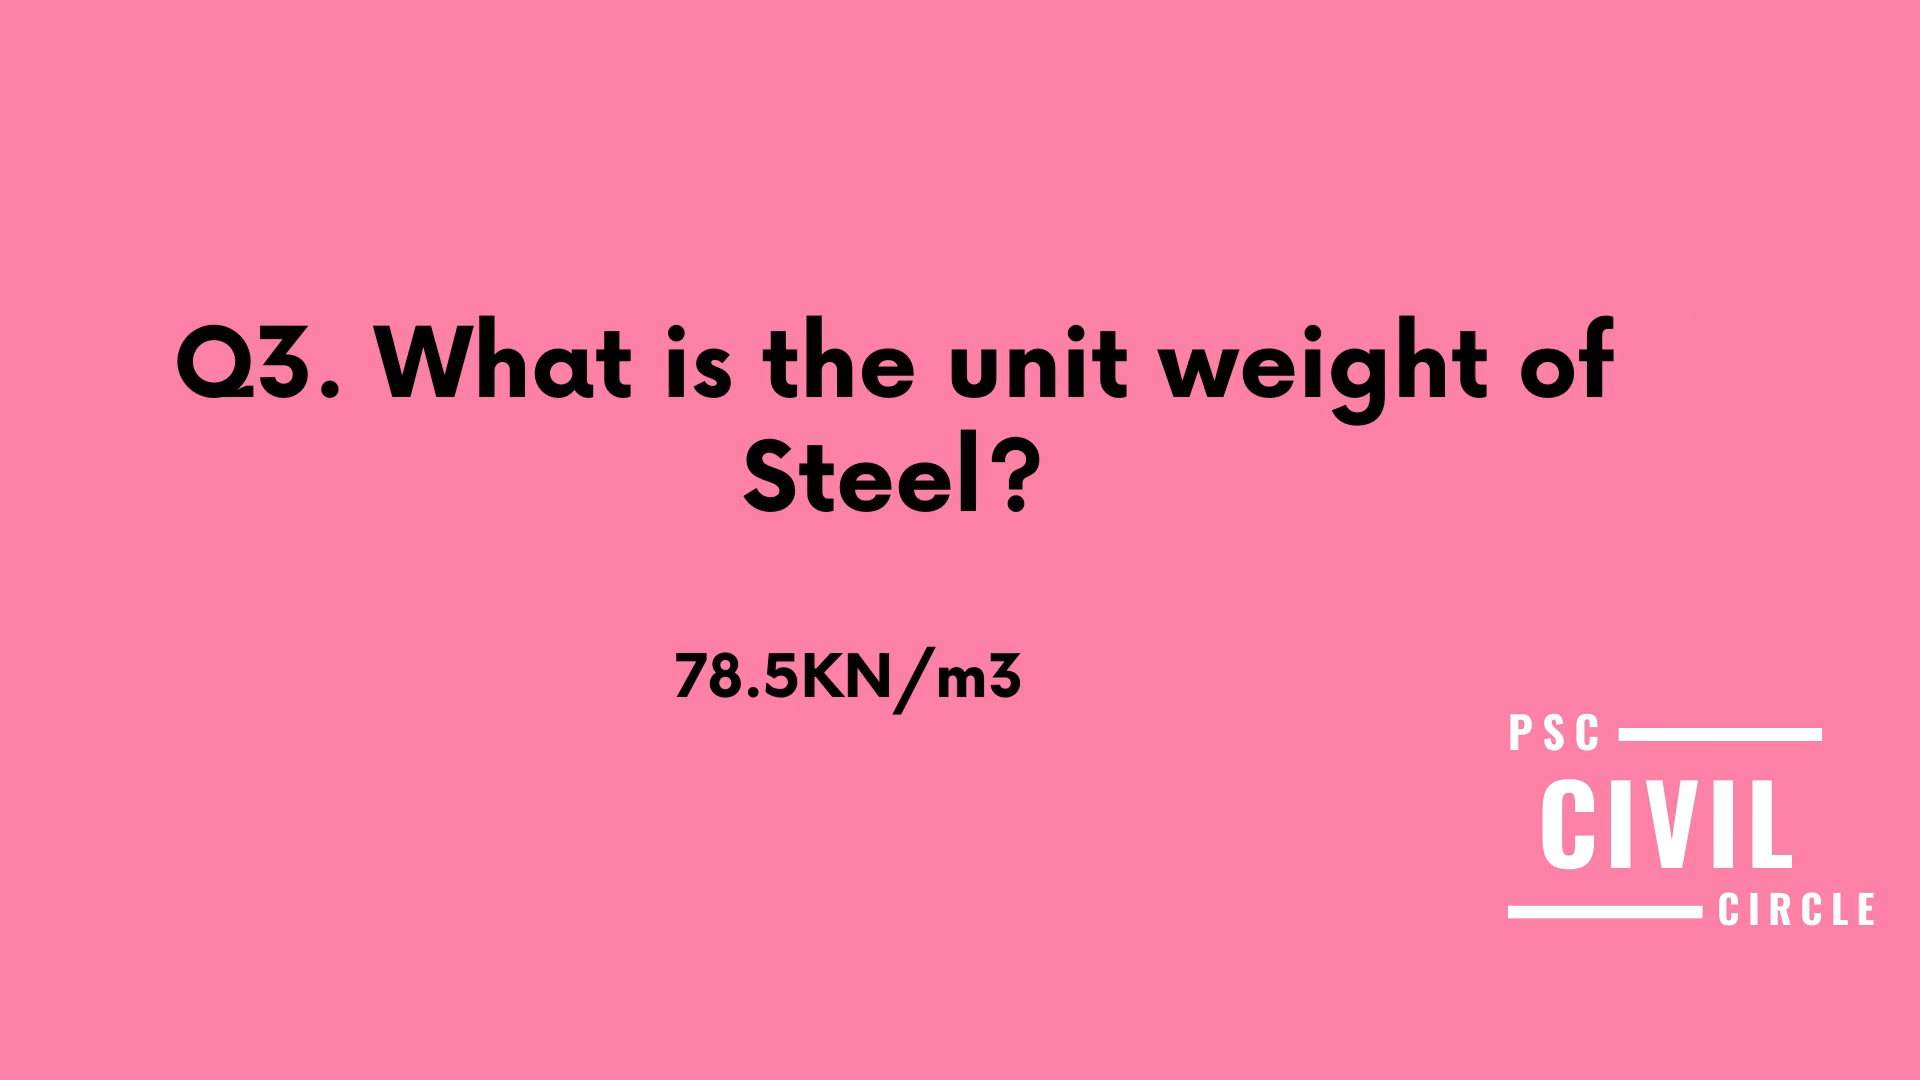 Q3. What is the unit weight of
Steel?
78.5KN/m3
PSC
CIVIL
CIRCLE